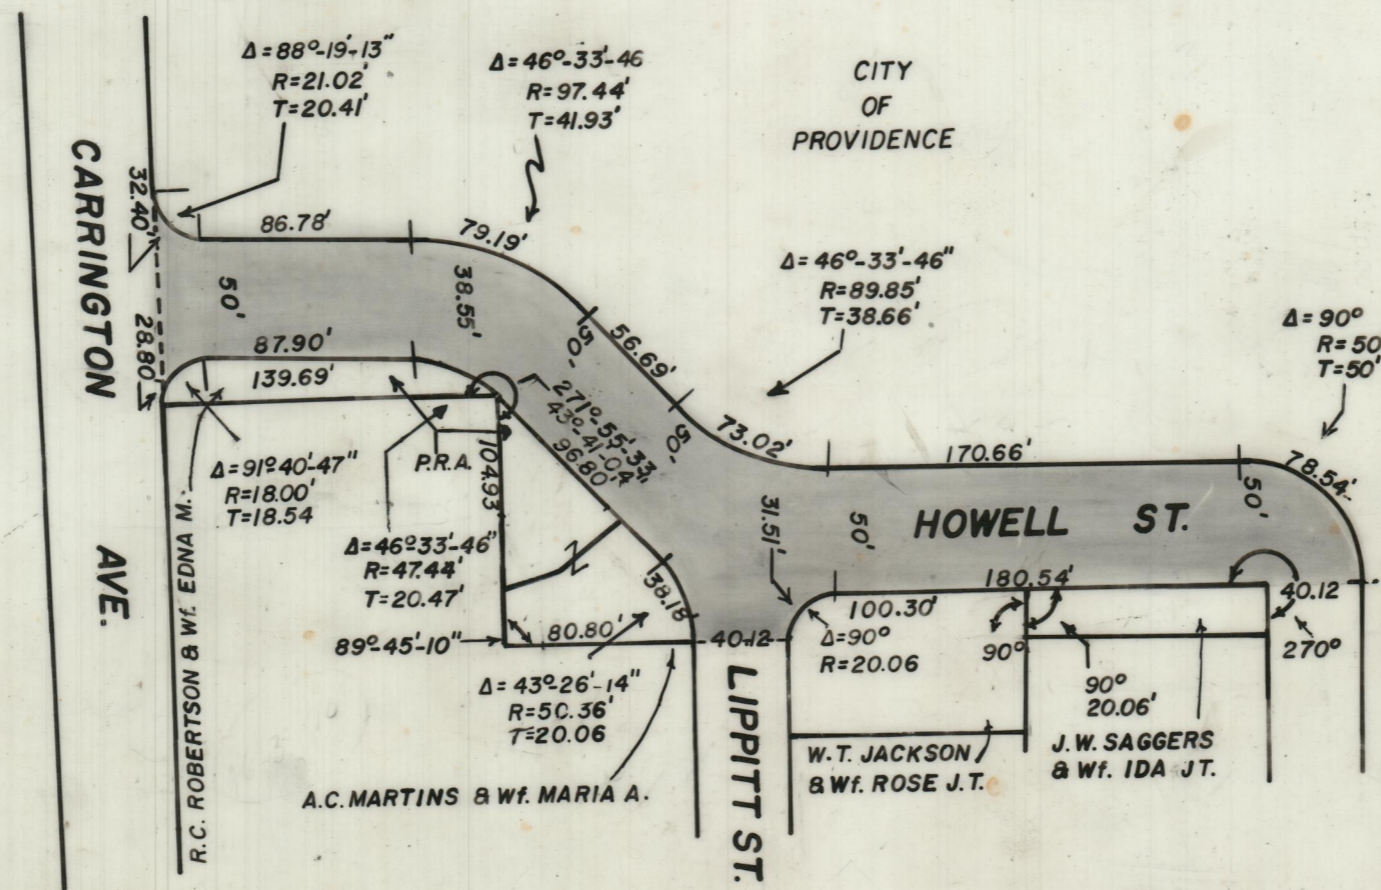 Δ=88°-19'-13"
R=21.02'
T=20.41'
Δ=46°-33'-46
R=97.44'
T=41.93'
CITY
OF
PROVIDENCE
CARRINGTON
AVE.
32.40'
28.80'
86.78'
79.19'
50'
38.55'
Δ=46°-33'-46"
R=89.85'
T=38.66'
Δ=90°
R=50'
T=50'
56.69'
50-
87.90'
139.69'
271°-55'-33"
43°-41-04"
96.80'
50-
73.02'
170.66'
78.54'
50'
P.R.A.
104.93
Δ=91°40'-47"
R=18.00'
T=18.54
R.C. ROBERTSON & Wf. EDNA M.
Δ=46°33'-46"
R=47.44'
T=20.47'
31.51'
50'
HOWELL ST.
180.54'
40.12
38.18
100.30'
89°-45'-10"
80.80'
40.12
Δ=90°
R=20.06
90°
270°
Δ=43°-26'-14"
R=50.36'
T=20.06
90°
20.06'
LIPPITT ST.
A.C. MARTINS & Wf. MARIA A.
W.T. JACKSON
& Wf. ROSE J.T.
J.W. SAGGERS
& Wf. IDA JT.